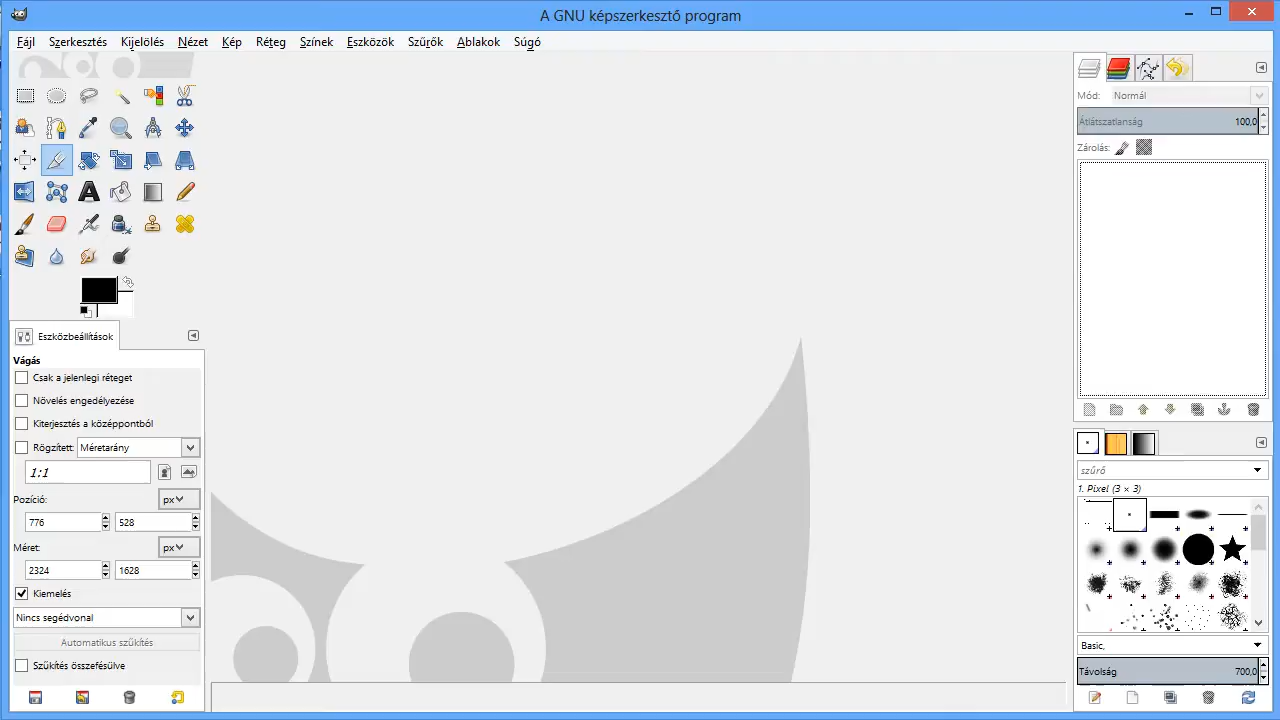 A GNU képszerkesztő program
Fájl Szerkesztés Kijelölés Nézet Kép Réteg Színek Eszközök Szűrők Ablakok Súgó
Mód: Normál
Átlátszatlanság 100,0
Zárolás:
Eszközbeállítások
Vágás
Csak a jelenlegi réteget
Növelés engedélyezése
Kiterjesztés a középpontból
Rögzített: Méretarány
1:1
Pozíció: px
776 528
Méret: px
2324 1628
Kiemelés
Nincs segédvonal
Automatikus szűkítés
Szűkítés összefésülve
szűrő
1. Pixel (3 × 3)
Basic,
Távolság 700,0